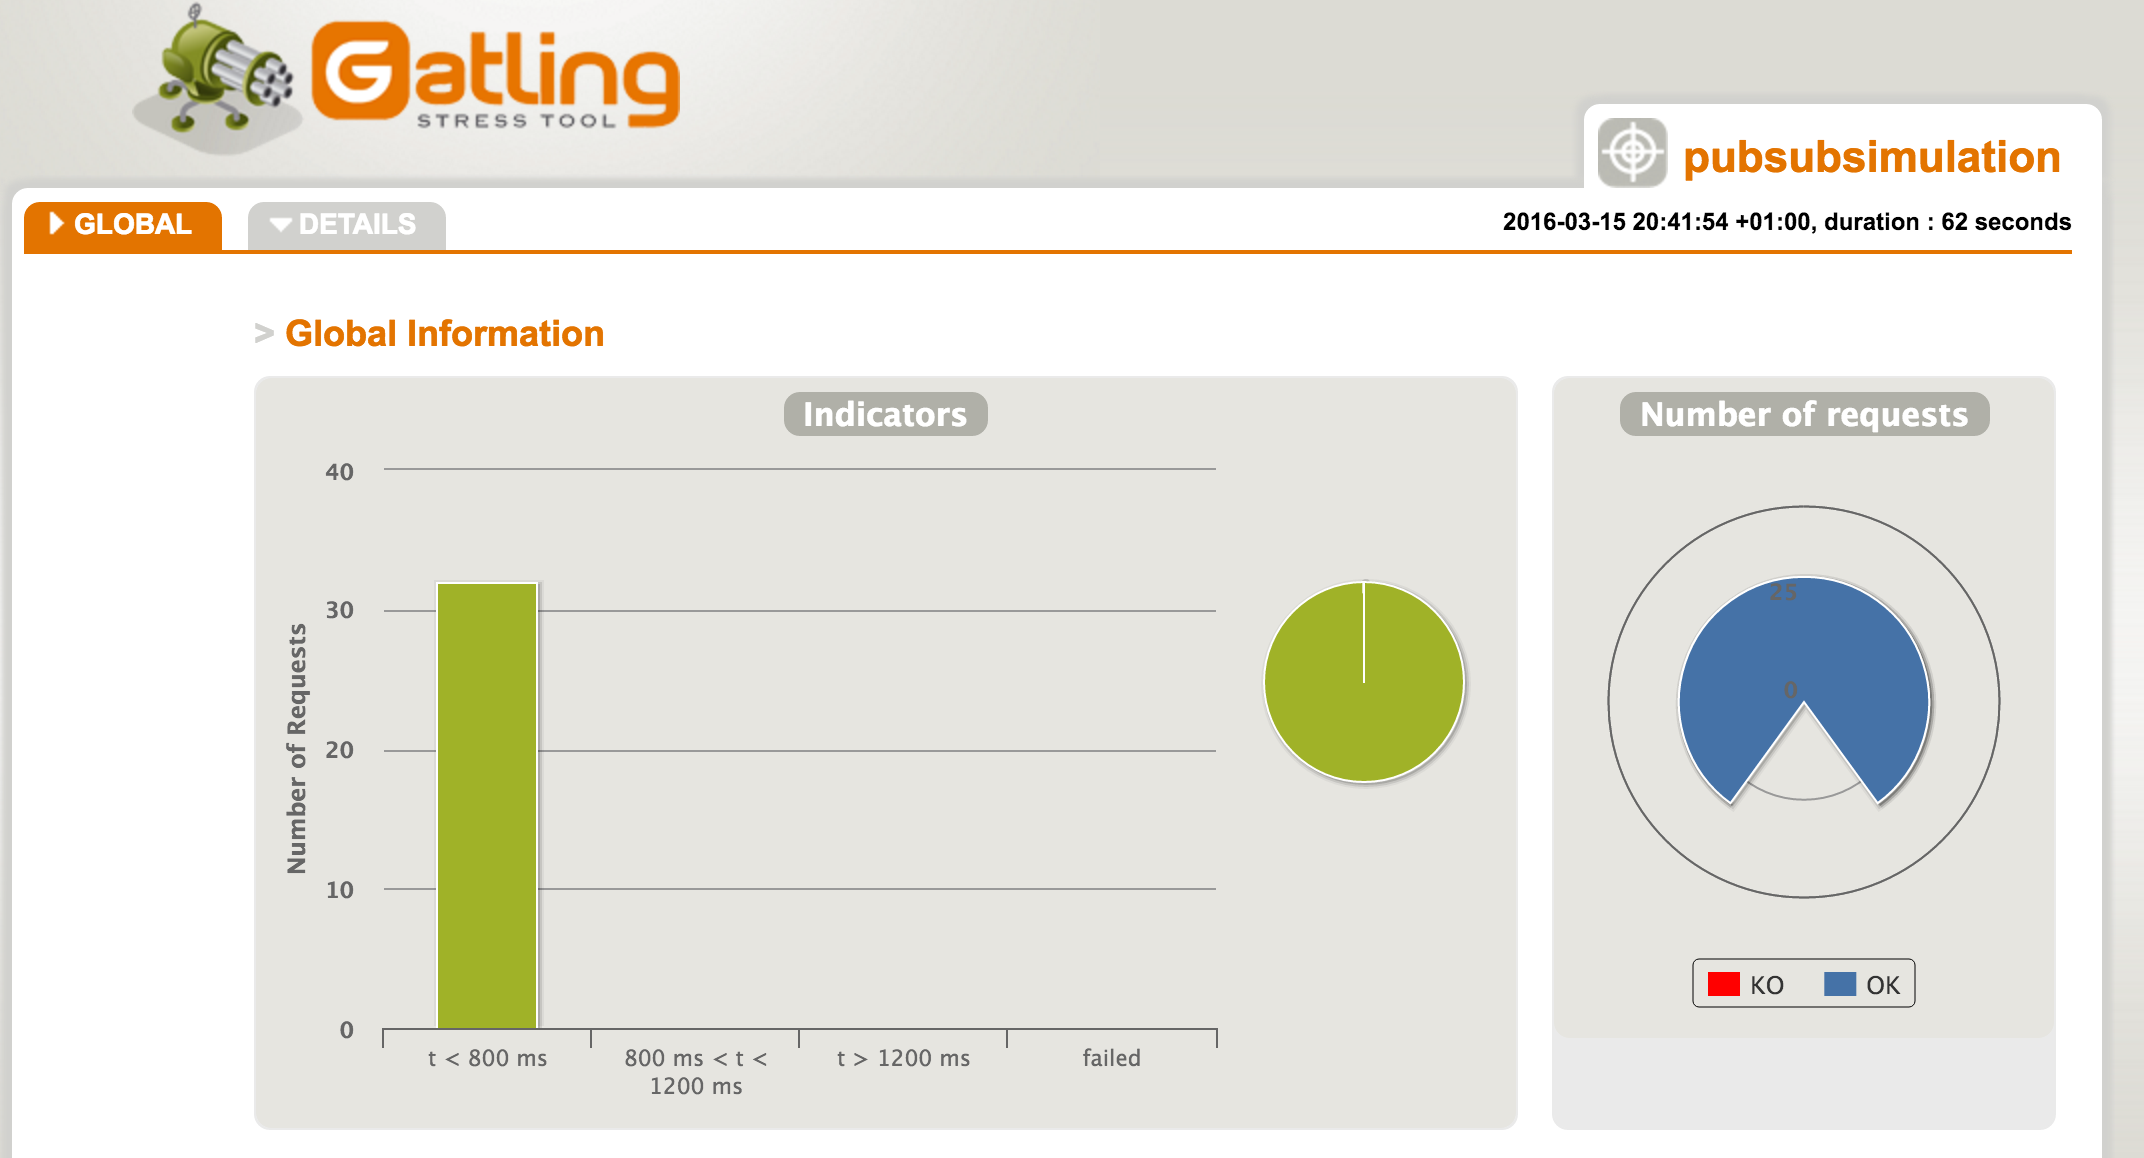 Gatling
STRESS TOOL
pubsubsimulation
GLOBAL
DETAILS
2016-03-15 20:41:54 +01:00, duration : 62 seconds
> Global Information
Indicators
Number of Requests
40
30
20
10
0
t < 800 ms
800 ms < t <
1200 ms
t > 1200 ms
failed
Number of requests
25
0
KO
OK